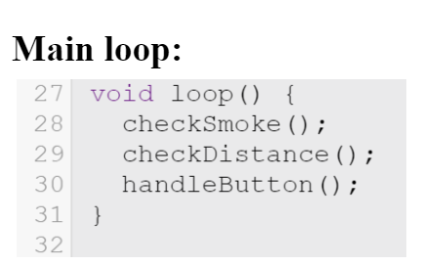 Main loop:
27 void loop() {
28   checkSmoke();
29   checkDistance();
30   handleButton();
31 }
32